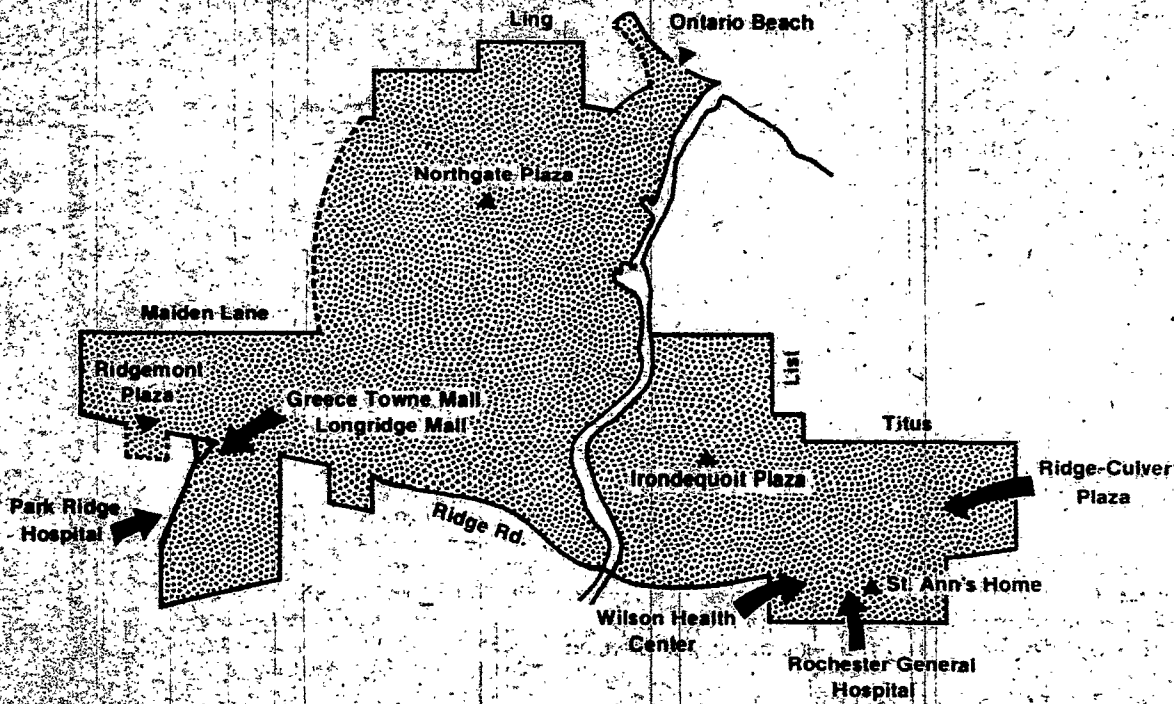 Ling
Ontario Beach
Northgate Plaza
Maiden Lane
Ridgemont
Plaza
Greece Towne Mall
Longridge Mall
List
Titus
Irondequoit Plaza
Ridge-Culver
Plaza
Park Ridge
Hospital
Ridge Rd.
St. Ann's Home
Wilson Health
Center
Rochester General
Hospital